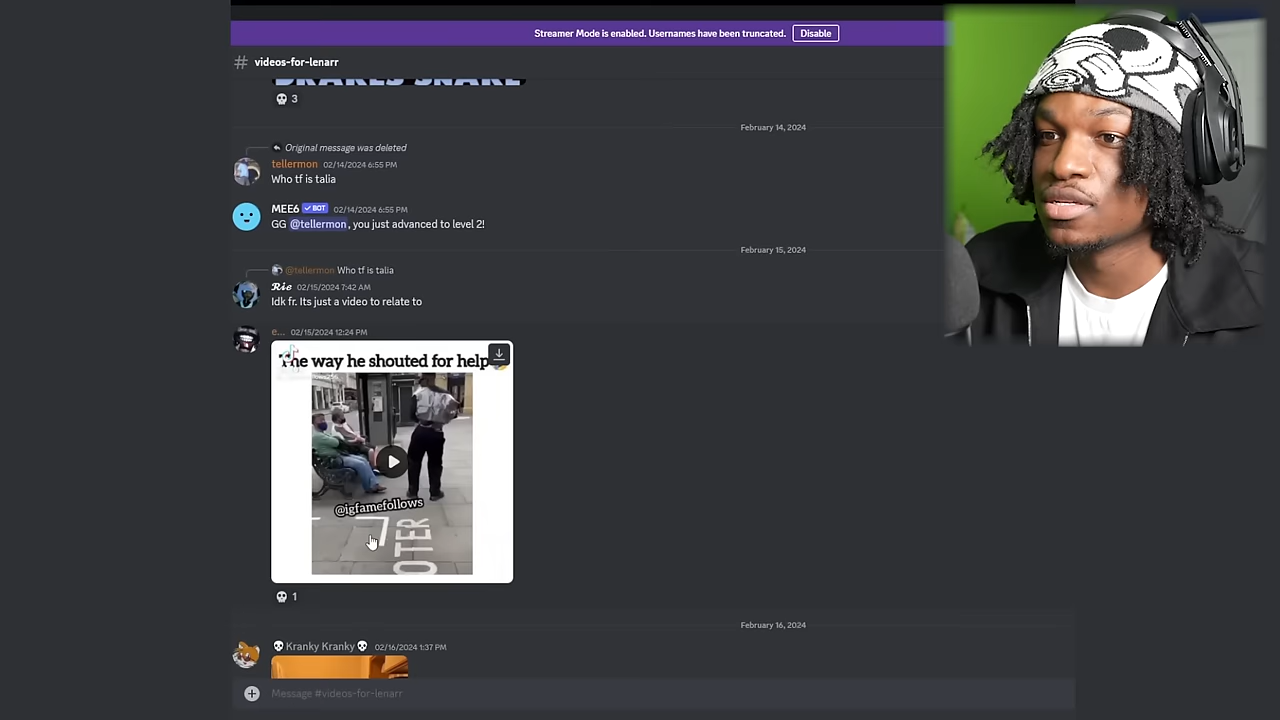 Streamer Mode is enabled. Usernames have been truncated. Disable
# videos-for-lenarr
DRAKES SNAKE
3
February 14, 2024
Original message was deleted
tellermon 02/14/2024 6:55 PM
Who tf is talia
MEE6 BOT 02/14/2024 6:55 PM
GG @tellermon, you just advanced to level 2!
February 15, 2024
@tellermon Who tf is talia
Rie 02/15/2024 7:42 AM
Idk fr. Its just a video to relate to
e... 02/15/2024 12:24 PM
The way he shouted for help
@igfamefollows
OTER
1
February 16, 2024
Kranky Kranky 02/16/2024 1:37 PM
Message #videos-for-lenarr